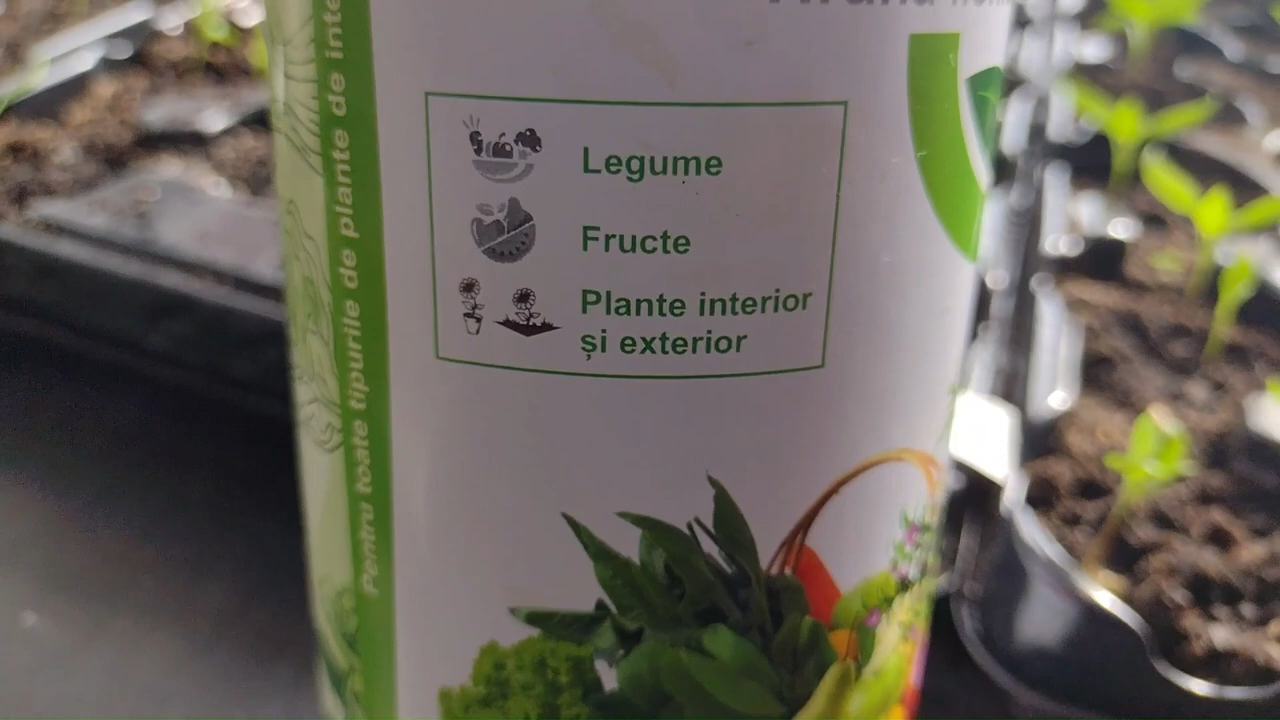 Legume
Fructe
Plante interior
și exterior
Pentru toate tipurile de plante de inte